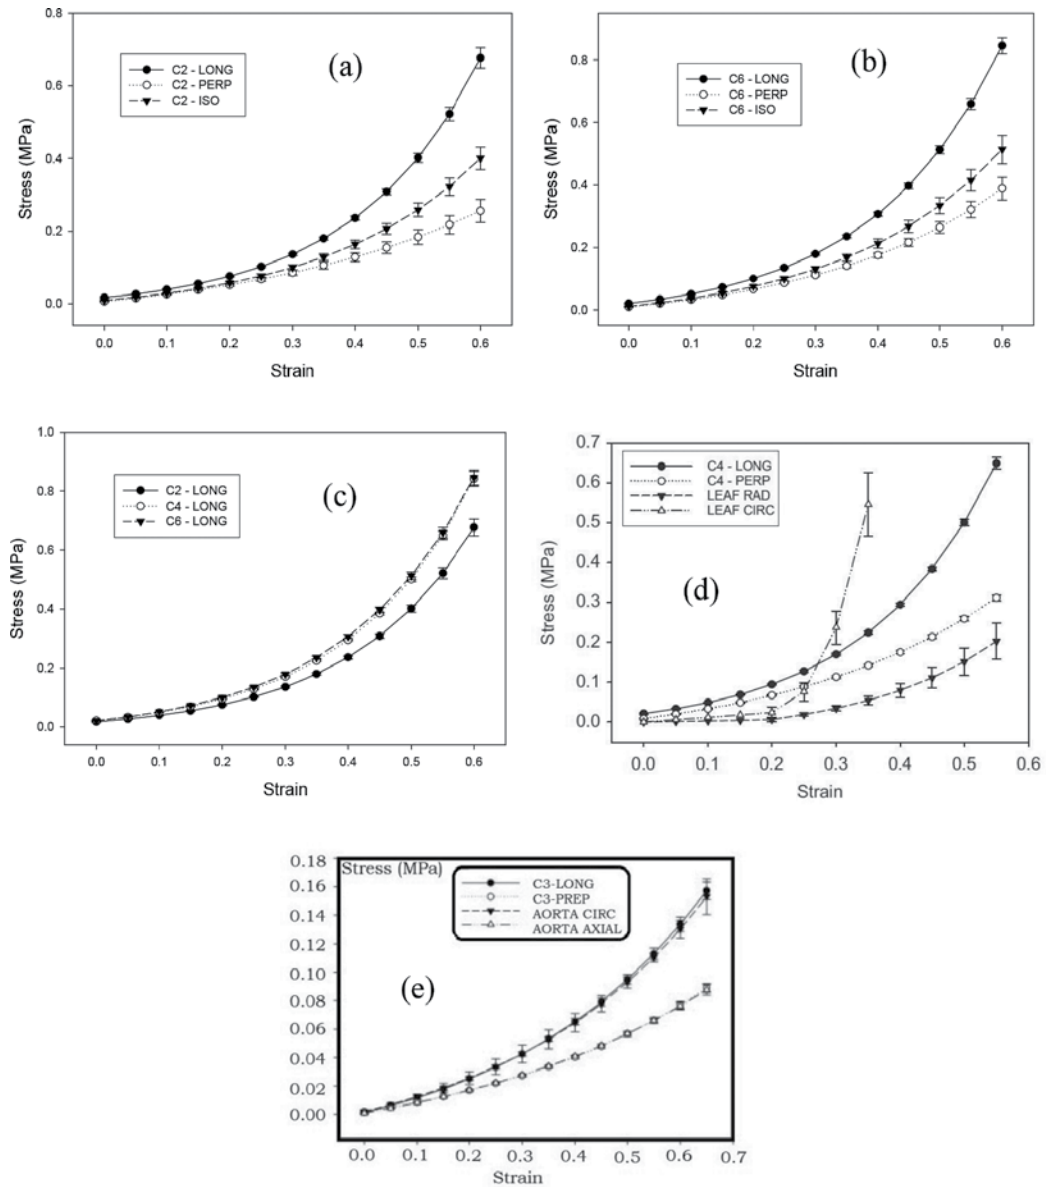 0.8
0.6
0.4
0.2
0.0
Stress (MPa)
C2 - LONG
C2 - PERP
C2 - ISO
(a)
0.0 0.1 0.2 0.3 0.4 0.5 0.6
Strain
0.8
0.6
0.4
0.2
0.0
Stress (MPa)
C6 - LONG
C6 - PERP
C6 - ISO
(b)
0.0 0.1 0.2 0.3 0.4 0.5 0.6
Strain
1.0
0.8
0.6
0.4
0.2
0.0
Stress (MPa)
C2 - LONG
C4 - LONG
C6 - LONG
(c)
0.0 0.1 0.2 0.3 0.4 0.5 0.6
Strain
0.7
0.6
0.5
0.4
0.3
0.2
0.1
0.0
Stress (MPa)
C4 - LONG
C4 - PERP
LEAF RAD
LEAF CIRC
(d)
0.0 0.1 0.2 0.3 0.4 0.5 0.6
Strain
0.18
0.16
0.14
0.12
0.10
0.08
0.06
0.04
0.02
0.00
Stress (MPa)
C3-LONG
C3-PREP
AORTA CIRC
AORTA AXIAL
(e)
0.0 0.1 0.2 0.3 0.4 0.5 0.6 0.7
Strain